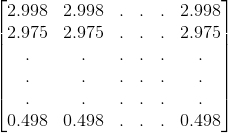 2.998 2.998 . . . 2.998
2.975 2.975 . . . 2.975
. . . . . .
. . . . . .
. . . . . .
0.498 0.498 . . . 0.498